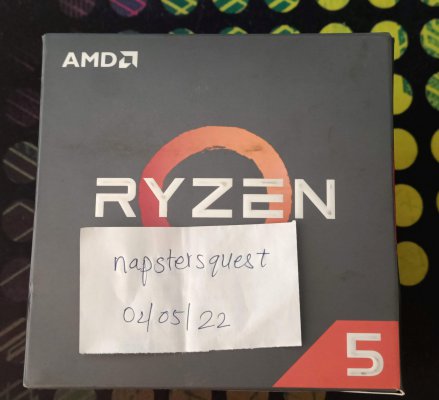 AMD
RYZEN
napstersquest
02/05/22
5